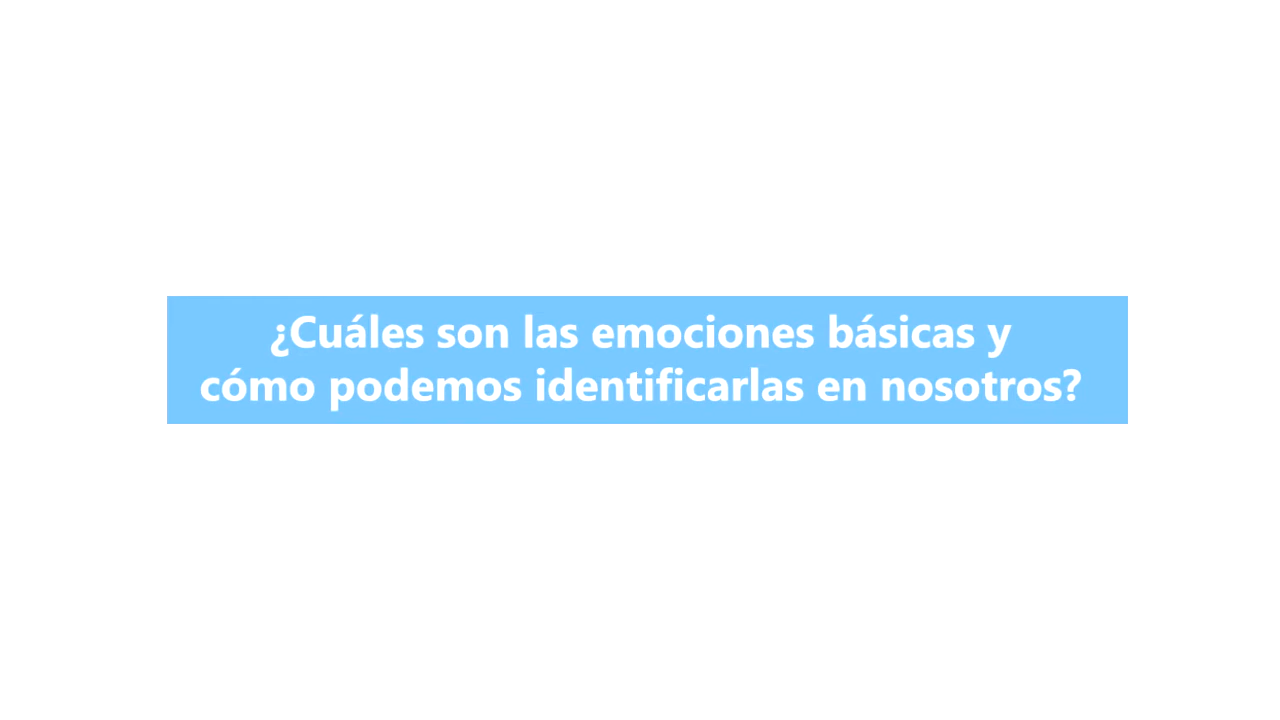 ¿Cuáles son las emociones básicas y
cómo podemos identificarlas en nosotros?